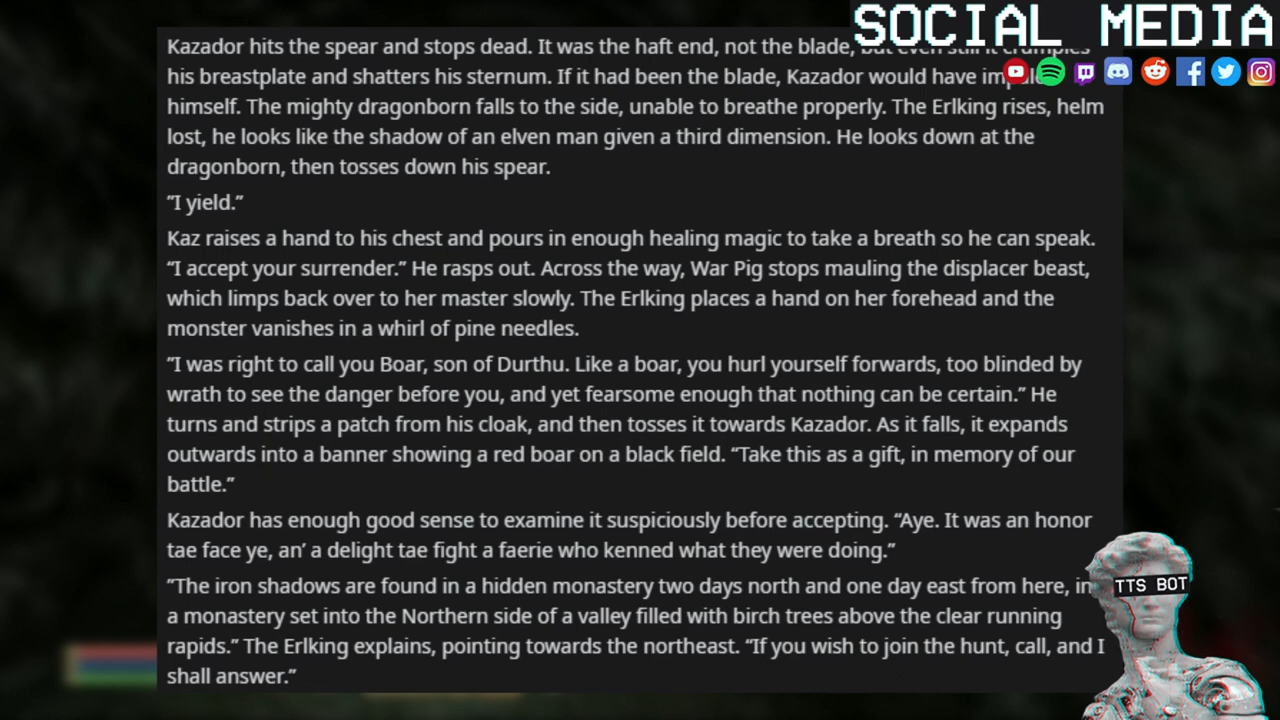 SOCIAL MEDIA
Kazador hits the spear and stops dead. It was the haft end, not the blade, but even still it crumples
his breastplate and shatters his sternum. If it had been the blade, Kazador would have
himself. The mighty dragonborn falls to the side, unable to breathe properly. The Erlking rises, helm
lost, he looks like the shadow of an elven man given a third dimension. He looks down at the
dragonborn, then tosses down his spear.
“I yield.”
Kaz raises a hand to his chest and pours in enough healing magic to take a breath so he can speak.
“I accept your surrender.” He rasps out. Across the way, War Pig stops mauling the displacer beast,
which limps back over to her master slowly. The Erlking places a hand on her forehead and the
monster vanishes in a whirl of pine needles.
“I was right to call you Boar, son of Durthu. Like a boar, you hurl yourself forwards, too blinded by
wrath to see the danger before you, and yet fearsome enough that nothing can be certain.” He
turns and strips a patch from his cloak, and then tosses it towards Kazador. As it falls, it expands
outwards into a banner showing a red boar on a black field. “Take this as a gift, in memory of our
battle.”
Kazador has enough good sense to examine it suspiciously before accepting. “Aye. It was an honor
tae face ye, an’ a delight tae fight a faerie who kenned what they were doing.”
“The iron shadows are found in a hidden monastery two days north and one day east from here, in
a monastery set into the Northern side of a valley filled with birch trees above the clear running
rapids.” The Erlking explains, pointing towards the northeast. “If you wish to join the hunt, call, and I
shall answer.”
TTS BOT